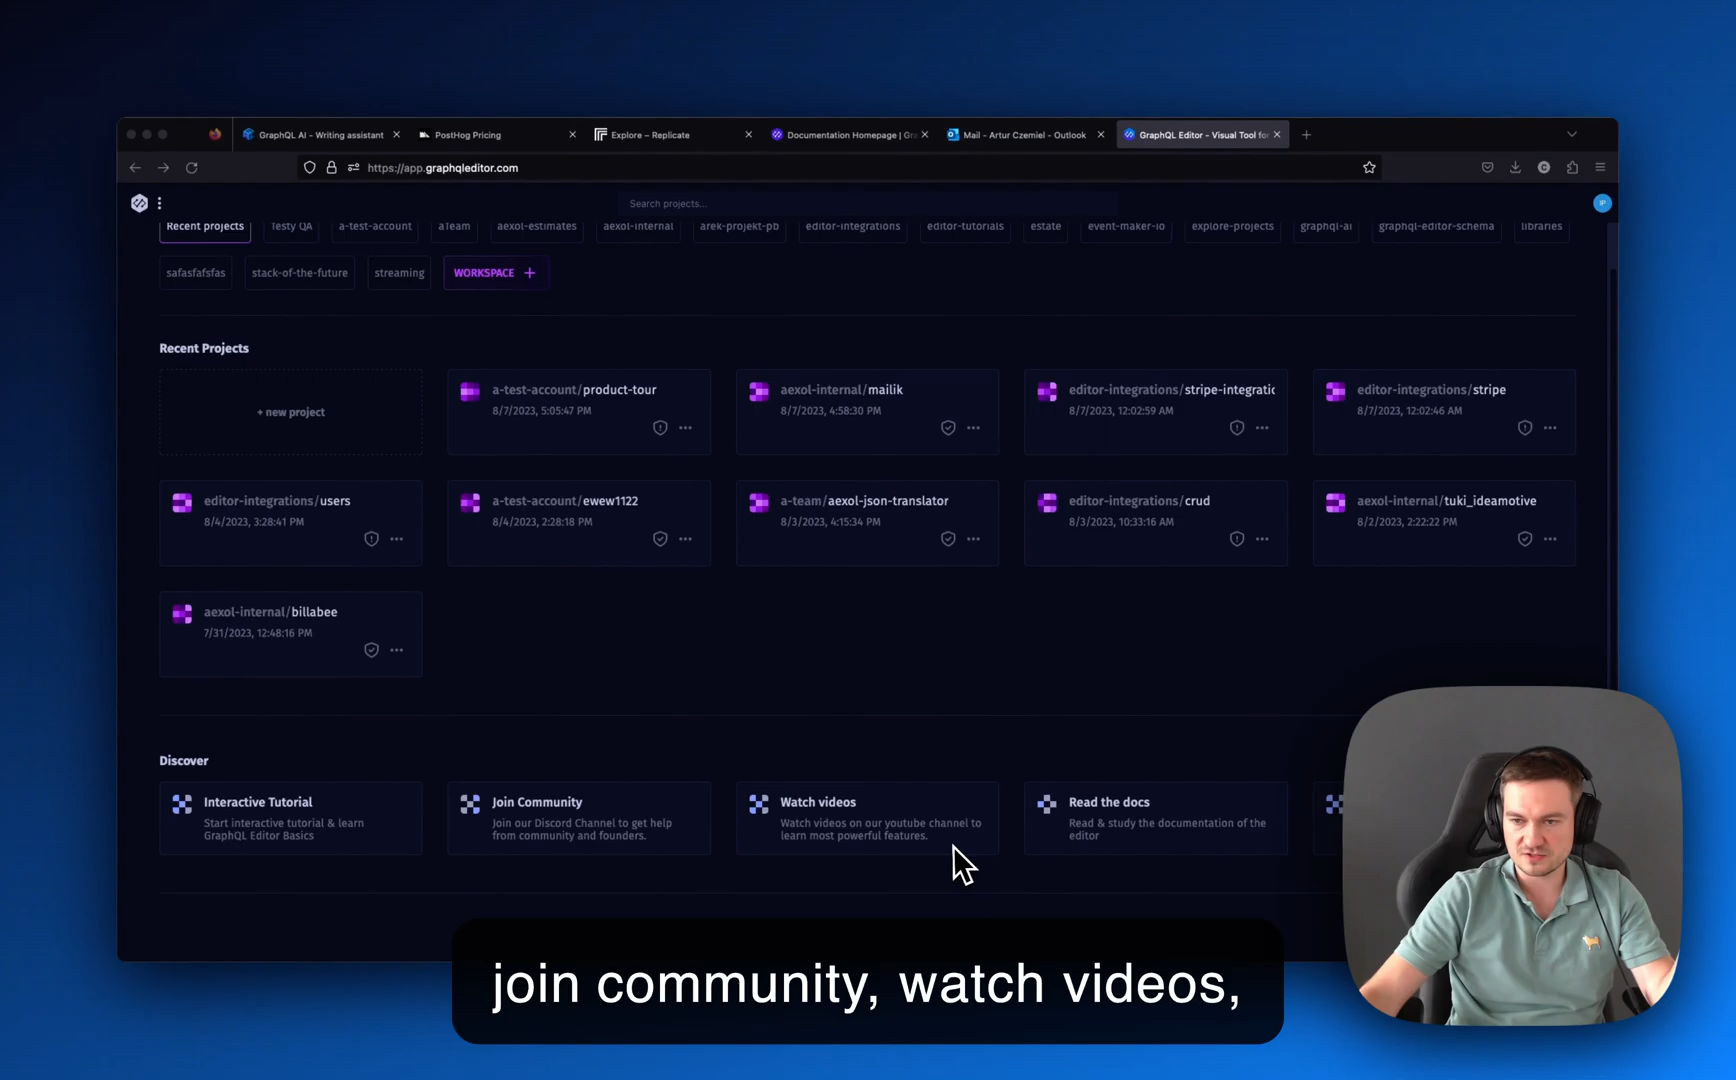 GraphQL AI - Writing assistant
PostHog Pricing
Explore – Replicate
Documentation Homepage | Gra
Mail - Artur Czemiel - Outlook
GraphQL Editor - Visual Tool for
https://app.graphqleditor.com
Search projects...
IP
Recent projects
Testy QA
a-test-account
aTeam
aexol-estimates
aexol-internal
arek-projekt-pb
editor-integrations
editor-tutorials
estate
event-maker-io
explore-projects
graphql-ai
graphql-editor-schema
libraries
safasfafsfas
stack-of-the-future
streaming
WORKSPACE +
Recent Projects
+ new project
a-test-account/product-tour
8/7/2023, 5:05:47 PM
aexol-internal/mailik
8/7/2023, 4:58:30 PM
editor-integrations/stripe-integratic
8/7/2023, 12:02:59 AM
editor-integrations/stripe
8/7/2023, 12:02:46 AM
editor-integrations/users
8/4/2023, 3:28:41 PM
a-test-account/ewew1122
8/4/2023, 2:28:18 PM
a-team/aexol-json-translator
8/3/2023, 4:15:34 PM
editor-integrations/crud
8/3/2023, 10:33:16 AM
aexol-internal/tuki_ideamotive
8/2/2023, 2:22:22 PM
aexol-internal/billabee
7/31/2023, 12:48:16 PM
Discover
Interactive Tutorial
Start interactive tutorial & learn
GraphQL Editor Basics
Join Community
Join our Discord Channel to get help
from community and founders.
Watch videos
Watch videos on our youtube channel to
learn most powerful features.
Read the docs
Read & study the documentation of the
editor
join community, watch videos,